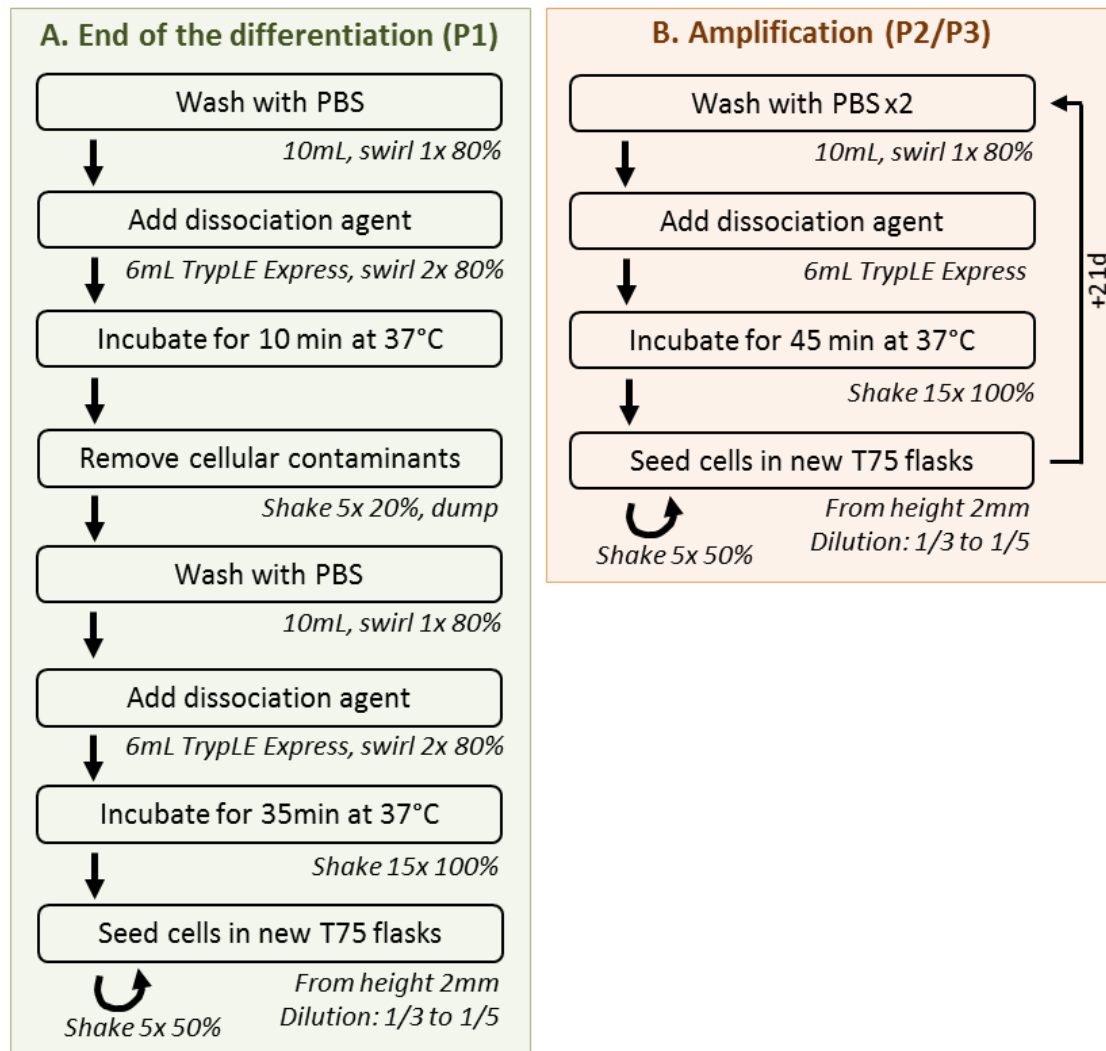 A. End of the differentiation (P1)
Wash with PBS
10mL, swirl 1x 80%
Add dissociation agent
6mL TrypLE Express, swirl 2x 80%
Incubate for 10 min at 37°C
Remove cellular contaminants
Shake 5x 20%, dump
Wash with PBS
10mL, swirl 1x 80%
Add dissociation agent
6mL TrypLE Express, swirl 2x 80%
Incubate for 35min at 37°C
Shake 15x 100%
Seed cells in new T75 flasks
From height 2mm
Dilution: 1/3 to 1/5
Shake 5x 50%
B. Amplification (P2/P3)
Wash with PBS x2
10mL, swirl 1x 80%
Add dissociation agent
6mL TrypLE Express
Incubate for 45 min at 37°C
Shake 15x 100%
Seed cells in new T75 flasks
From height 2mm
Dilution: 1/3 to 1/5
Shake 5x 50%
+21d